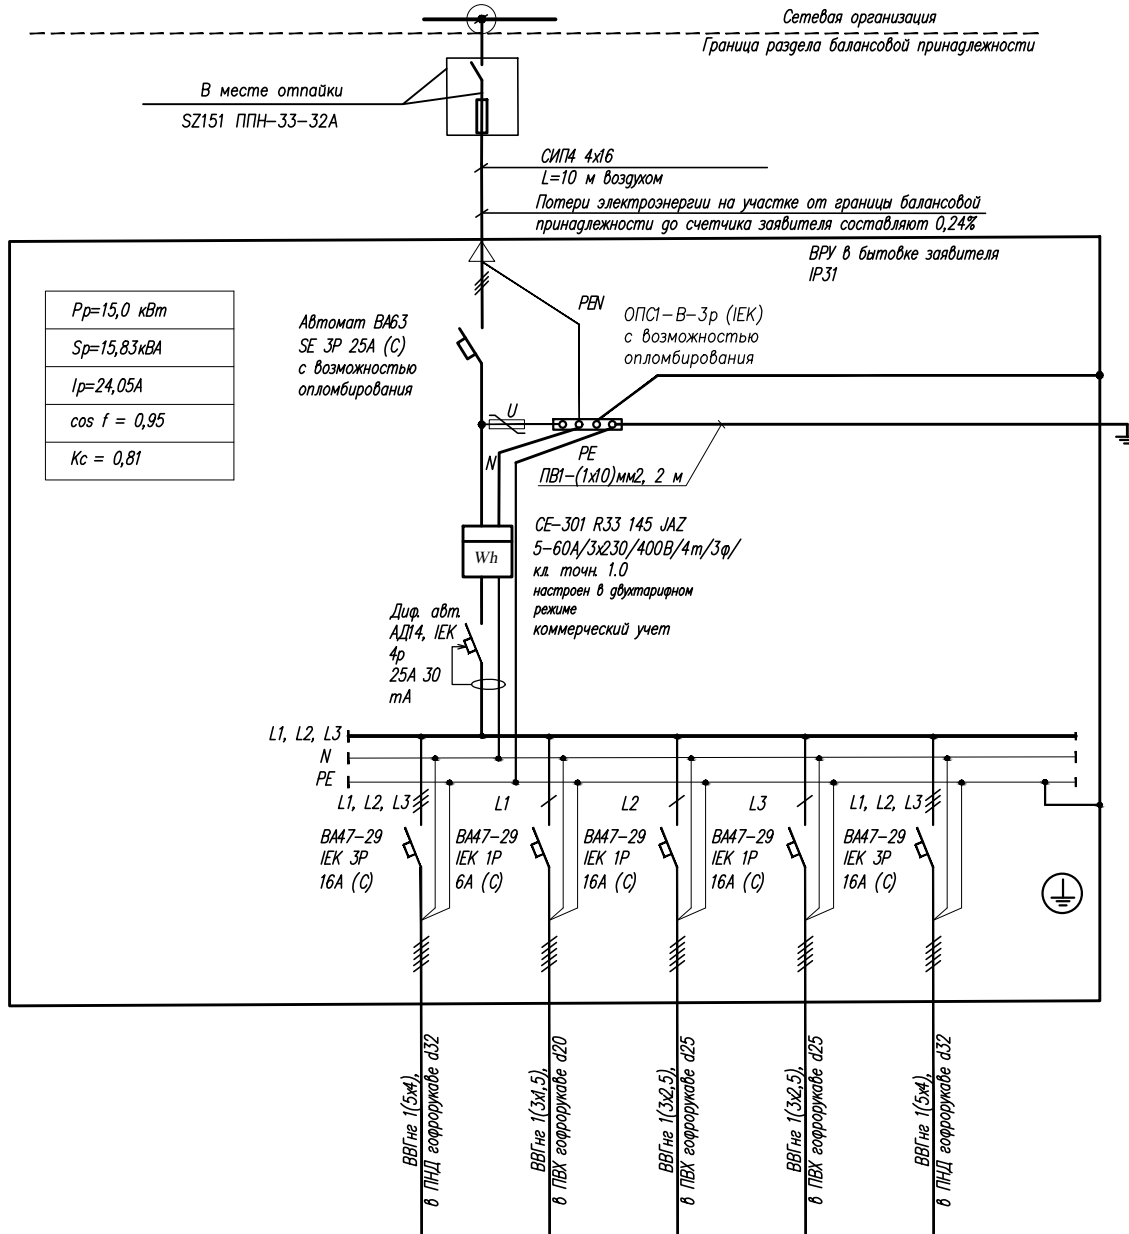 Сетевая организация
Граница раздела балансовой принадлежности
В месте отпайки
SZ151 ППН-33-32А
СИП4 4х16
L=10 м воздухом
Потери электроэнергии на участке от границы балансовой
принадлежности до счетчика заявителя составляют 0,24%
ВРУ в бытовке заявителя
IP31
Рр=15,0 кВт
Sр=15,83кВА
Iр=24,05А
cos f = 0,95
Кс = 0,81
Автомат ВА63
SE 3P 25A (C)
с возможностью
опломбирования
PEN
ОПС1-В-3р (IEK)
с возможностью
опломбирования
U
N
PE
ПВ1-(1х10)мм2, 2 м
Wh
СЕ-301 R33 145 JAZ
5-60А/3х230/400В/4т/3ф/
кл. точн. 1.0
настроен в двухтарифном
режиме
коммерческий учет
Диф. авт.
АД14, IEK
4р
25А 30
mA
L1, L2, L3
N
PE
L1, L2, L3
L1
L2
L3
L1, L2, L3
ВА47-29
IEK 3P
16А (С)
ВА47-29
IEK 1P
6А (С)
ВА47-29
IEK 1P
16А (С)
ВА47-29
IEK 1P
16А (С)
ВА47-29
IEK 3P
16А (С)
ВВГнг 1(5х4),
в ПНД гофрорукаве d32
ВВГнг 1(3х1,5),
в ПВХ гофрорукаве d20
ВВГнг 1(3х2,5),
в ПВХ гофрорукаве d25
ВВГнг 1(3х2,5),
в ПВХ гофрорукаве d25
ВВГнг 1(5х4),
в ПНД гофрорукаве d32